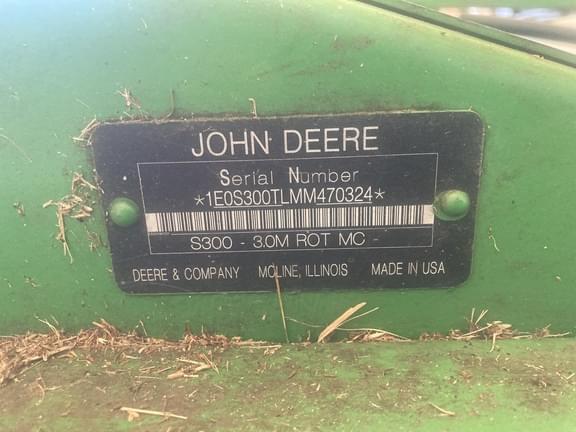 JOHN DEERE
Serial Number
*1E0S300TLMM470324*
S300 - 3.0M ROT MC -
DEERE & COMPANY MOLINE, ILLINOIS MADE IN USA